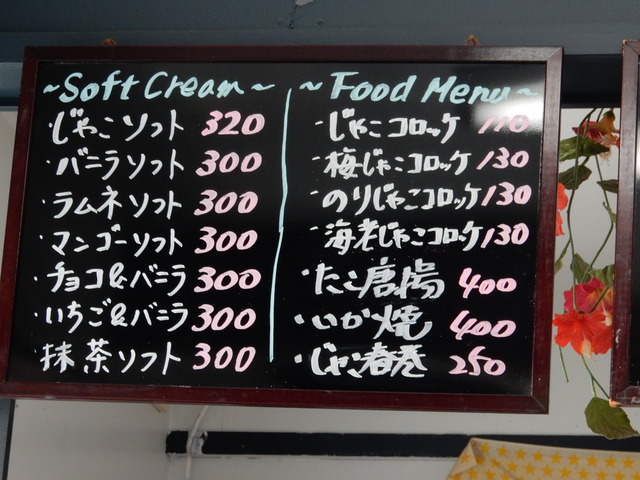 ~Soft Cream~
・じゃこソフト 320
・バニラソフト 300
・ラムネソフト 300
・マンゴーソフト 300
・チョコ&バニラ 300
・いちご&バニラ 300
・抹茶ソフト 300
~Food Menu~
・じゃこコロッケ 110
・梅じゃこコロッケ 130
・のりじゃこコロッケ 130
・海老じゃこコロッケ 130
・たこ唐揚 400
・いか焼 400
・じゃこ春巻 250